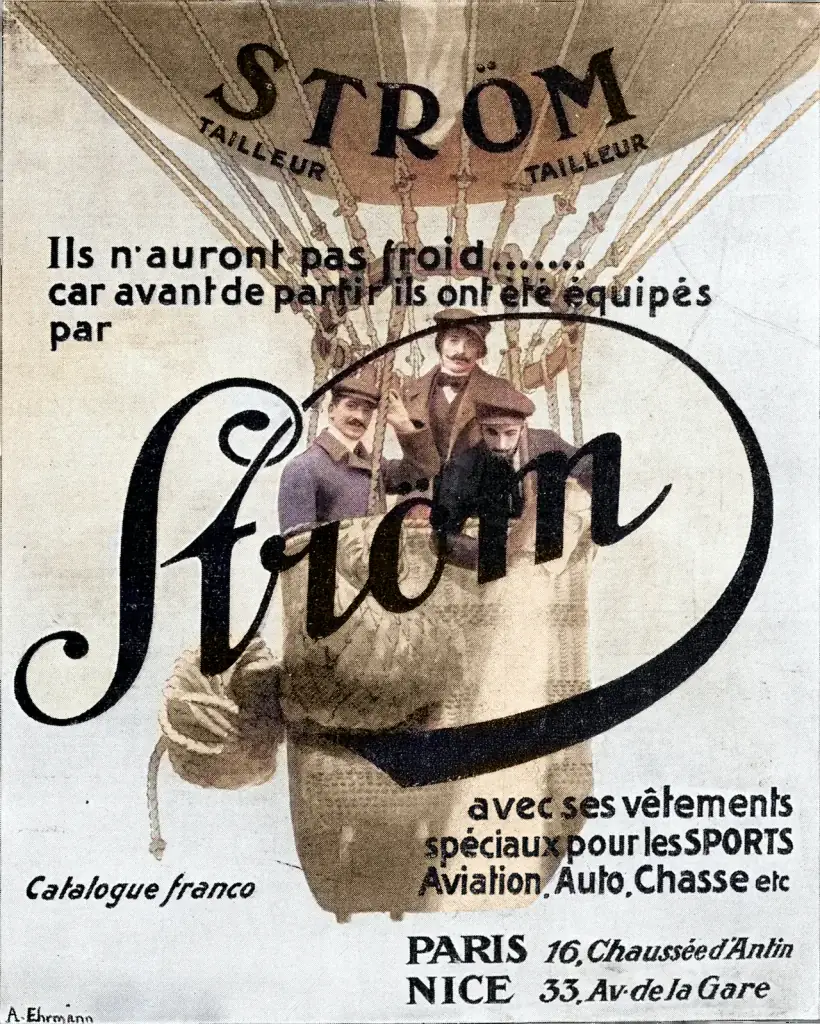 STRÖM
TAILLEUR TAILLEUR
Ils n'auront pas froid.......
car avant de partir ils ont été équipés
par
Ström
avec ses vêtements
spéciaux pour les SPORTS
Aviation, Auto, Chasse etc
Catalogue franco
PARIS 16, Chaussée d'Antin
NICE 33, Av. de la Gare
A. Ehrmann